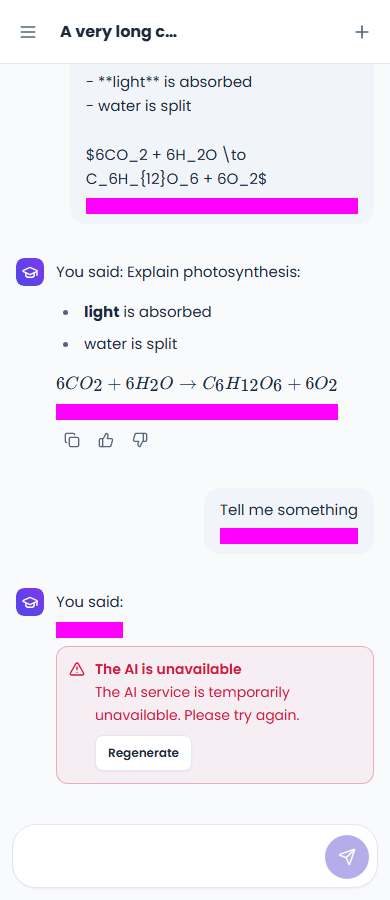 A very long c...
- **light** is absorbed
- water is split
$6CO_2 + 6H_2O \to
C_6H_{12}O_6 + 6O_2$
You said: Explain photosynthesis:
• light is absorbed
• water is split
6CO₂ + 6H₂O → C₆H₁₂O₆ + 6O₂
Tell me something
You said:
The AI is unavailable
The AI service is temporarily
unavailable. Please try again.
Regenerate